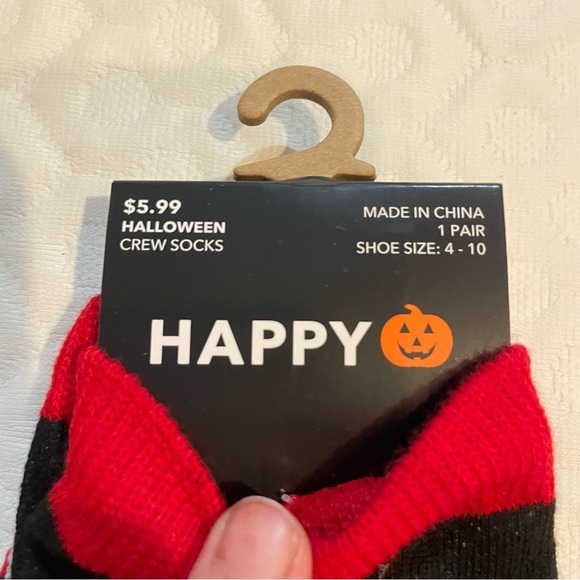 $5.99
HALLOWEEN
CREW SOCKS
MADE IN CHINA
1 PAIR
SHOE SIZE: 4 - 10
HAPPY